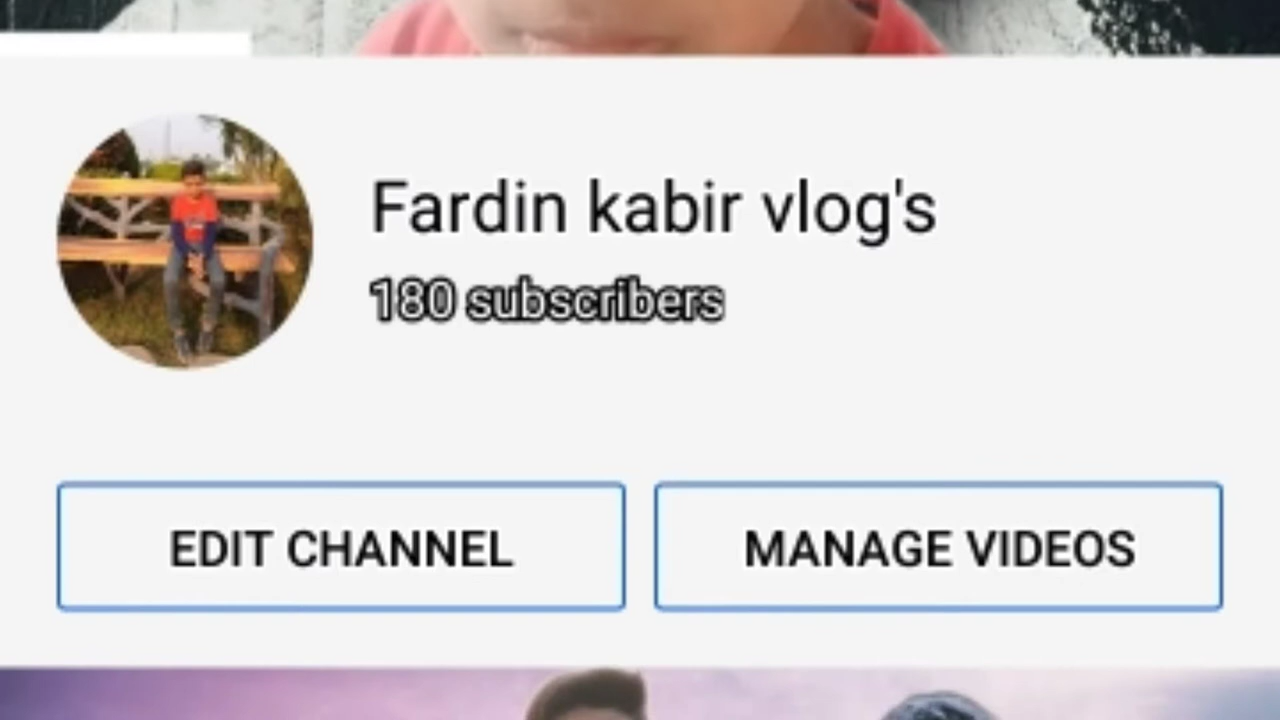 Fardin kabir vlog's
180 subscribers
EDIT CHANNEL
MANAGE VIDEOS